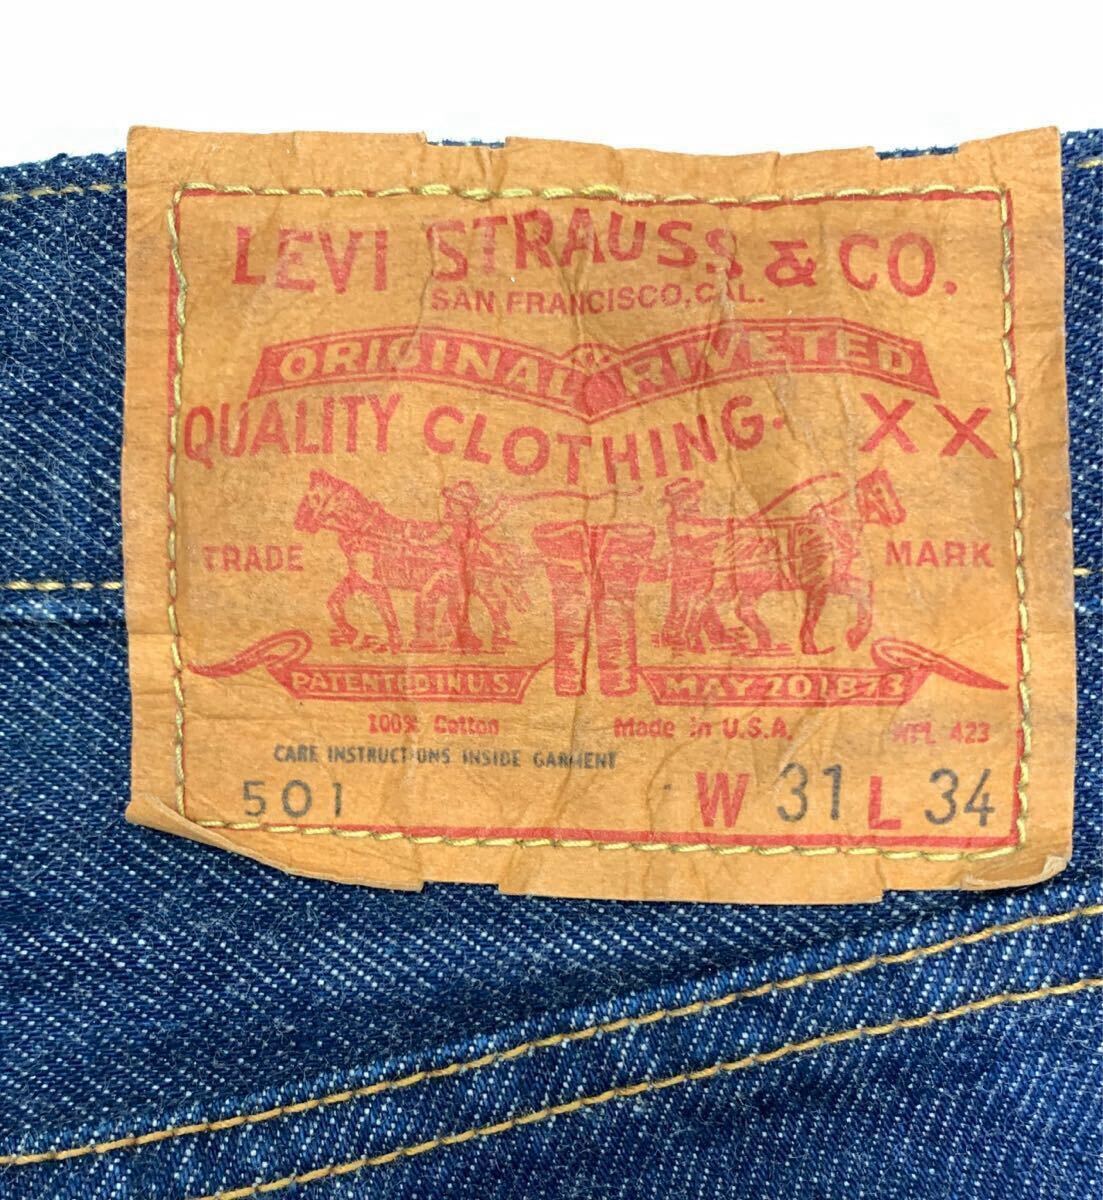 LEVI STRAUSS & CO.
SAN FRANCISCO, CAL.
ORIGINAL RIVETED
QUALITY CLOTHING. XX
TRADE MARK
PATENTED IN U.S. MAY 20 1873
100% Cotton Made in U.S.A. WPL 423
CARE INSTRUCTIONS INSIDE GARMENT
501 W 31 L 34